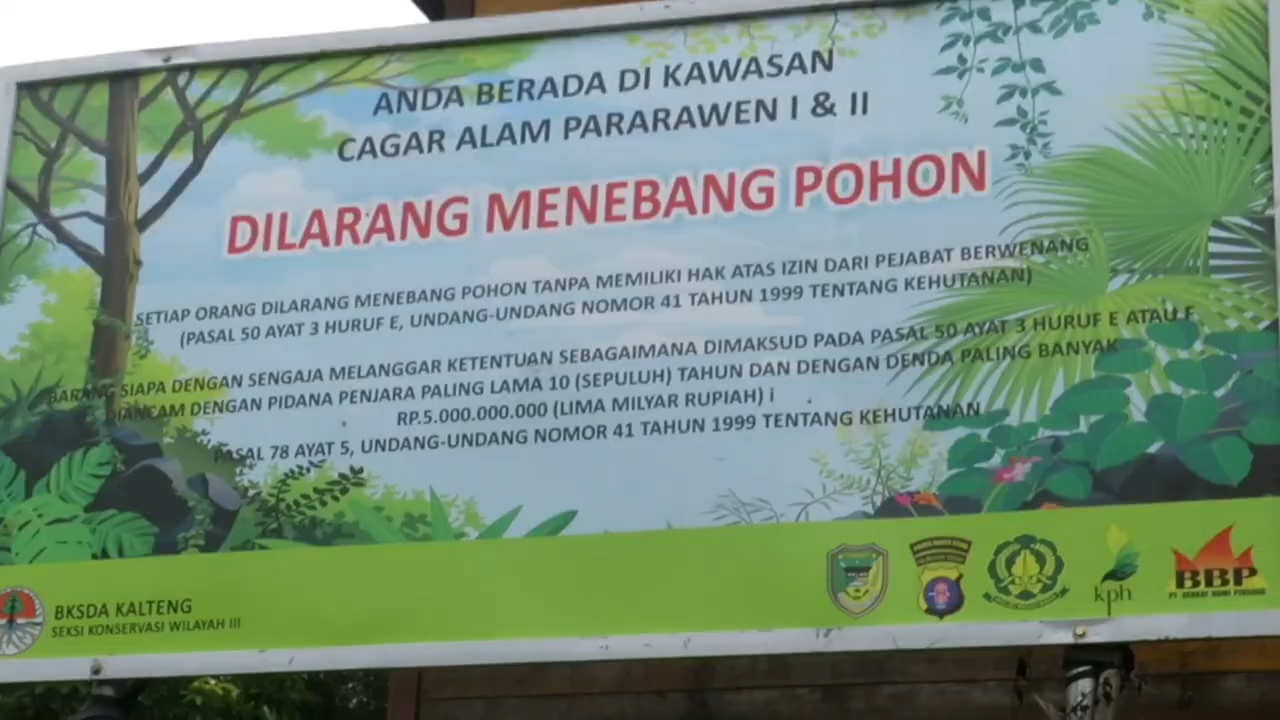 ANDA BERADA DI KAWASAN
CAGAR ALAM PARARAWEN I & II
DILARANG MENEBANG POHON
SETIAP ORANG DILARANG MENEBANG POHON TANPA MEMILIKI HAK ATAS IZIN DARI PEJABAT BERWENANG
(PASAL 50 AYAT 3 HURUF E, UNDANG-UNDANG NOMOR 41 TAHUN 1999 TENTANG KEHUTANAN)
BARANG SIAPA DENGAN SENGAJA MELANGGAR KETENTUAN SEBAGAIMANA DIMAKSUD PADA PASAL 50 AYAT 3 HURUF E ATAU F
DIANCAM DENGAN PIDANA PENJARA PALING LAMA 10 (SEPULUH) TAHUN DAN DENGAN DENDA PALING BANYAK
RP.5.000.000.000 (LIMA MILYAR RUPIAH) i
PASAL 78 AYAT 5, UNDANG-UNDANG NOMOR 41 TAHUN 1999 TENTANG KEHUTANAN
BKSDA KALTENG
SEKSI KONSERVASI WILAYAH III
kph
BBP